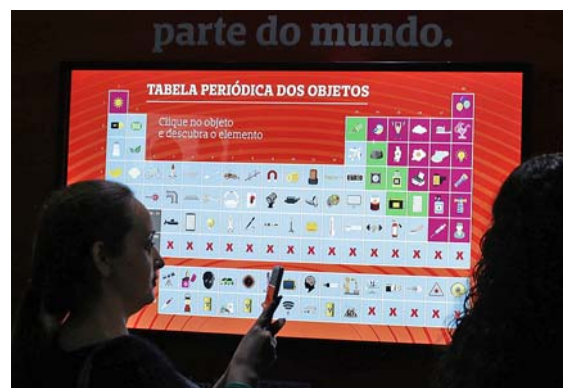 parte do mundo.
TABELA PERIÓDICA DOS OBJETOS
Clique no objeto
e descubra o elemento
X X X X X X X X X X X X
X X X X X